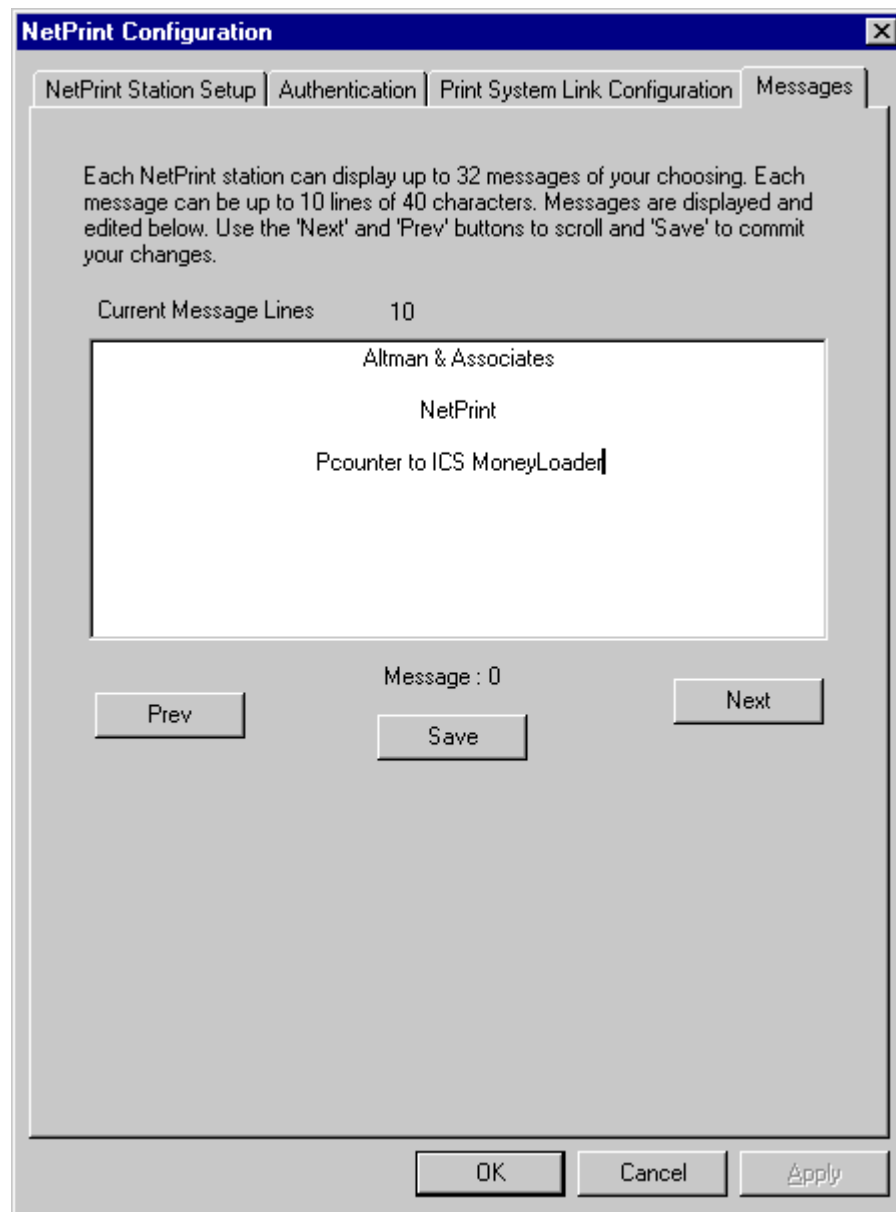 NetPrint Configuration
NetPrint Station Setup
Authentication
Print System Link Configuration
Messages
Each NetPrint station can display up to 32 messages of your choosing. Each
message can be up to 10 lines of 40 characters. Messages are displayed and
edited below. Use the 'Next' and 'Prev' buttons to scroll and 'Save' to commit
your changes.
Current Message Lines 10
Altman & Associates
NetPrint
Pcounter to ICS MoneyLoader
Message : 0
Prev
Save
Next
OK
Cancel
Apply